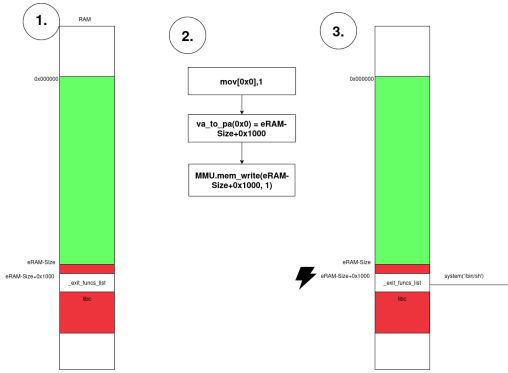 1.
RAM
0x000000
eRAM-Size
eRAM-Size+0x1000
_exit_funcs_list
libc
2.
mov[0x0],1
va_to_pa(0x0) = eRAM-
Size+0x1000
MMU.mem_write(eRAM-
Size+0x1000, 1)
3.
0x000000
eRAM-Size
eRAM-Size+0x1000
_exit_funcs_list
system('/bin/sh')
libc